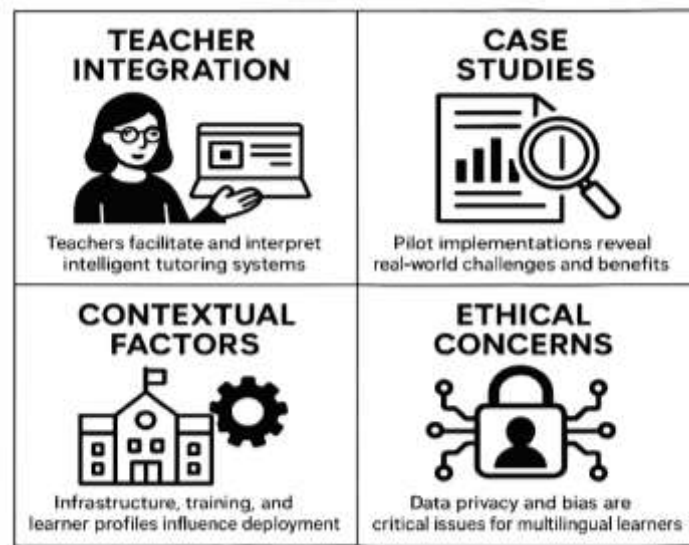 TEACHER
INTEGRATION
Teachers facilitate and interpret
intelligent tutoring systems
CASE
STUDIES
Pilot implementations reveal
real-world challenges and benefits
CONTEXTUAL
FACTORS
Infrastructure, training, and
learner profiles influence deployment
ETHICAL
CONCERNS
Data privacy and bias are
critical issues for multilingual learners